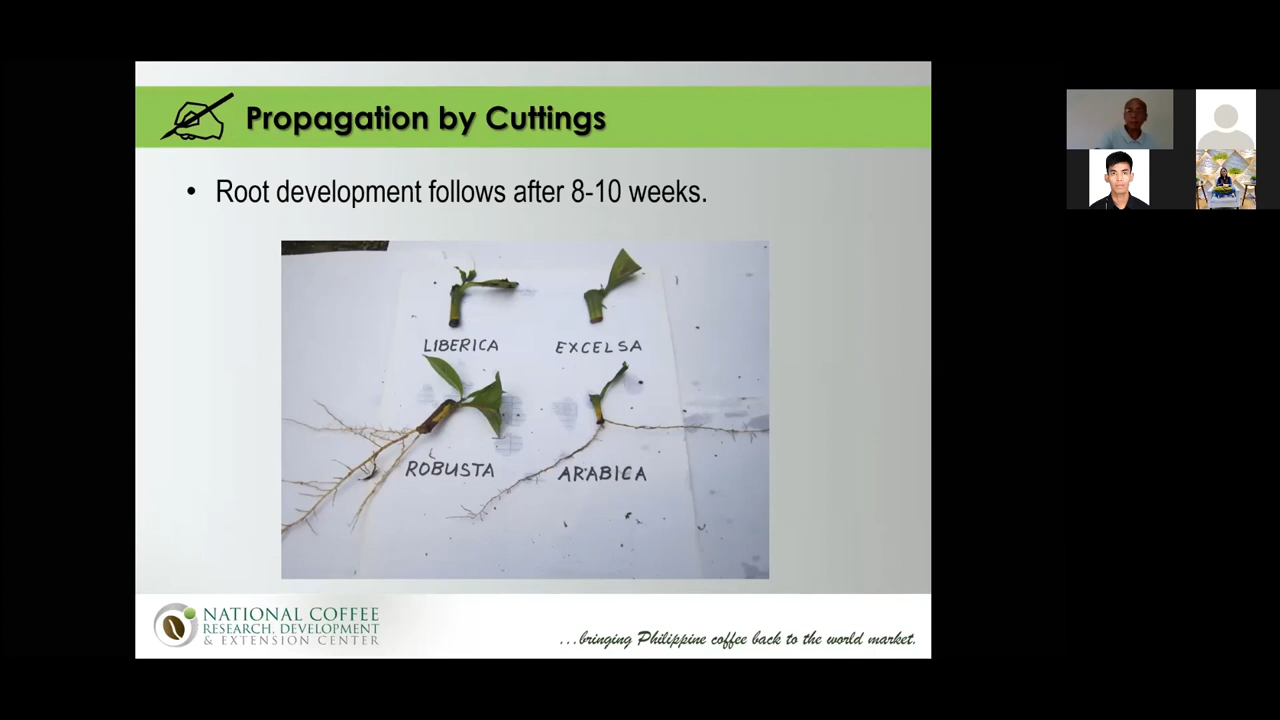 Propagation by Cuttings
• Root development follows after 8-10 weeks.
LIBERICA
EXCELSA
ROBUSTA
ARABICA
NATIONAL COFFEE
RESEARCH, DEVELOPMENT
& EXTENSION CENTER
...bringing Philippine coffee back to the world market.